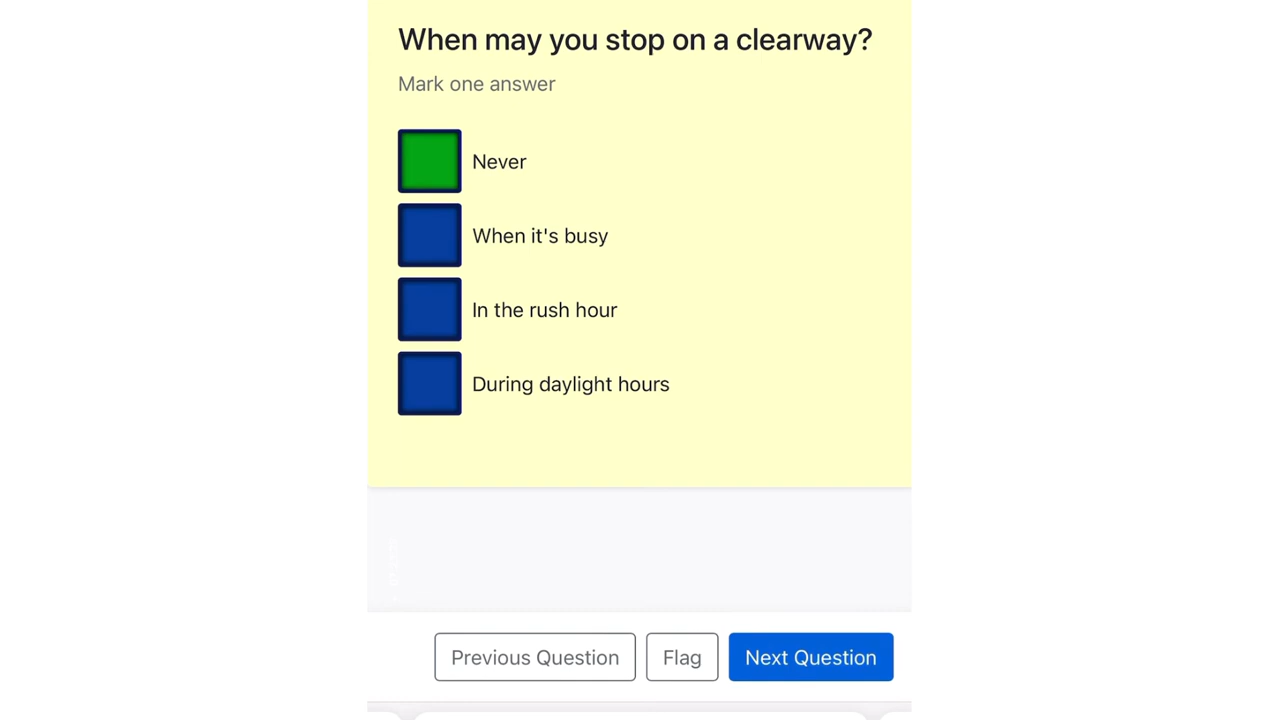 When may you stop on a clearway?
Mark one answer
Never
When it's busy
In the rush hour
During daylight hours
Previous Question
Flag
Next Question